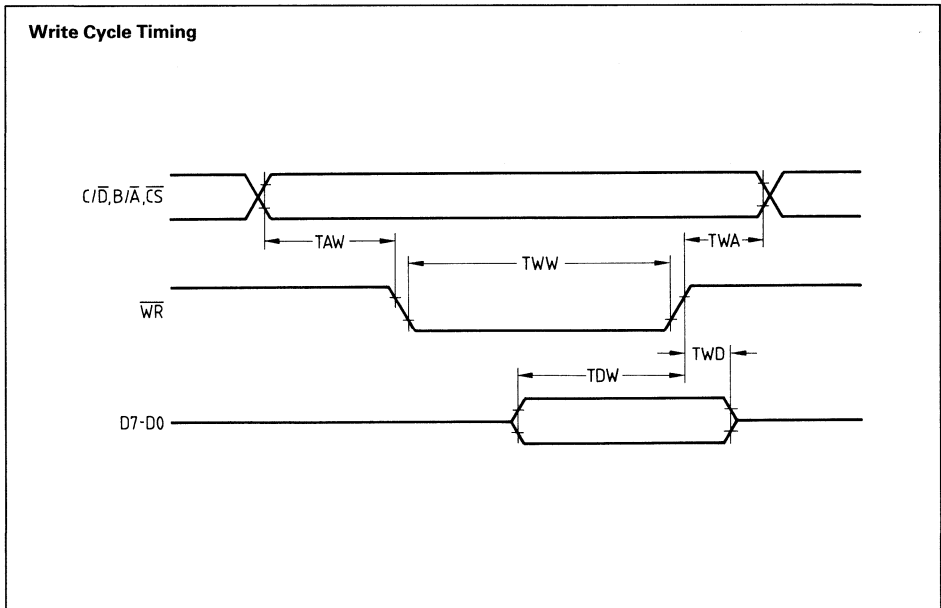 Write Cycle Timing
C/D̅,B/A̅,C̅S̅
TAW
TWA
TWW
W̅R̅
TWD
TDW
D7-D0